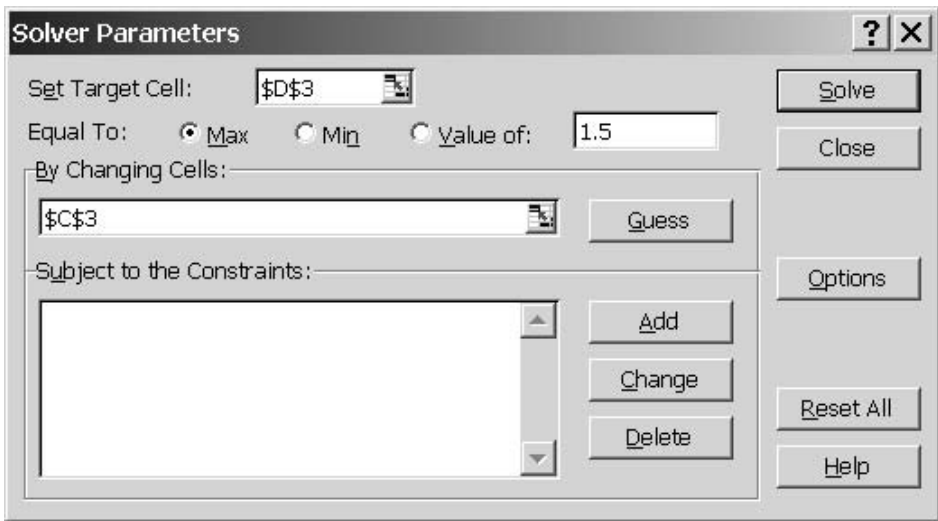 Solver Parameters ? X
Set Target Cell: $D$3 Solve
Equal To: Max Min Value of: 1.5 Close
By Changing Cells:
$C$3 Guess
Subject to the Constraints: Options
Add
Change
Reset All
Delete
Help